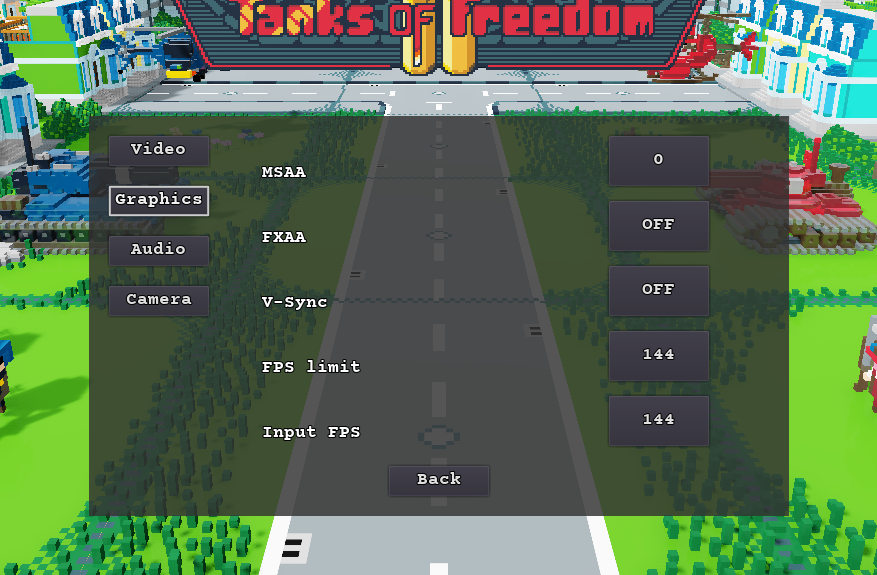 Tanks OF Freedom
II
Video
Graphics
Audio
Camera
MSAA
0
FXAA
OFF
V-Sync
OFF
FPS limit
144
Input FPS
144
Back